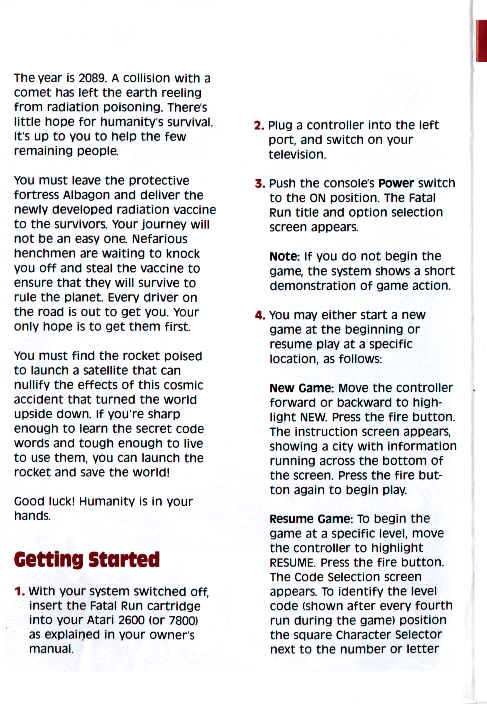 The year is 2089. A collision with a
comet has left the earth reeling
from radiation poisoning. There's
little hope for humanity's survival.
It's up to you to help the few
remaining people.
You must leave the protective
fortress Albagon and deliver the
newly developed radiation vaccine
to the survivors. Your journey will
not be an easy one. Nefarious
henchmen are waiting to knock
you off and steal the vaccine to
ensure that they will survive to
rule the planet. Every driver on
the road is out to get you. Your
only hope is to get them first.
You must find the rocket poised
to launch a satellite that can
nullify the effects of this cosmic
accident that turned the world
upside down. If you're sharp
enough to learn the secret code
words and tough enough to live
to use them, you can launch the
rocket and save the world!
Good luck! Humanity is in your
hands.
Getting Started
1. With your system switched off,
insert the Fatal Run cartridge
into your Atari 2600 (or 7800)
as explained in your owner's
manual.
2. Plug a controller into the left
port, and switch on your
television.
3. Push the console's Power switch
to the ON position. The Fatal
Run title and option selection
screen appears.
Note: If you do not begin the
game, the system shows a short
demonstration of game action.
4. You may either start a new
game at the beginning or
resume play at a specific
location, as follows:
New Game: Move the controller
forward or backward to high-
light NEW. Press the fire button.
The instruction screen appears,
showing a city with information
running across the bottom of
the screen. Press the fire but-
ton again to begin play.
Resume Game: To begin the
game at a specific level, move
the controller to highlight
RESUME. Press the fire button.
The Code Selection screen
appears. To identify the level
code (shown after every fourth
run during the game) position
the square Character Selector
next to the number or letter